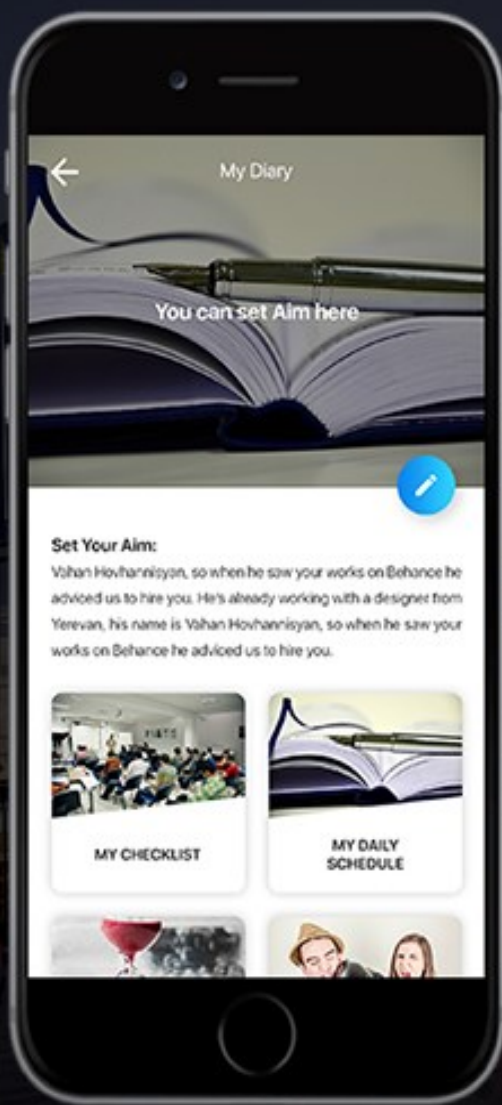 My Diary
You can set Aim here
Set Your Aim:
Vahan Hovhannisyan, so when he saw your works on Behance he
adviced us to hire you. He's already working with a designer from
Yerevan, his name is Vahan Hovhannisyan, so when he saw your
works on Behance he adviced us to hire you.
MY CHECKLIST
MY DAILY
SCHEDULE